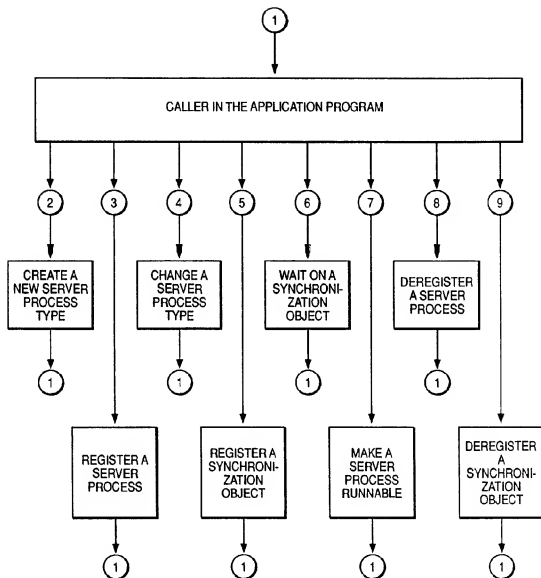 1
CALLER IN THE APPLICATION PROGRAM
2 3 4 5 6 7 8 9
CREATE A
NEW SERVER
PROCESS
TYPE
CHANGE A
SERVER
PROCESS
TYPE
WAIT ON A
SYNCHRONI-
ZATION
OBJECT
DEREGISTER
A SERVER
PROCESS
1 1 1 1
REGISTER A
SERVER
PROCESS
REGISTER A
SYNCHRONI-
ZATION
OBJECT
MAKE A
SERVER
PROCESS
RUNNABLE
DEREGISTER
A
SYNCHRONI-
ZATION
OBJECT
1 1 1 1